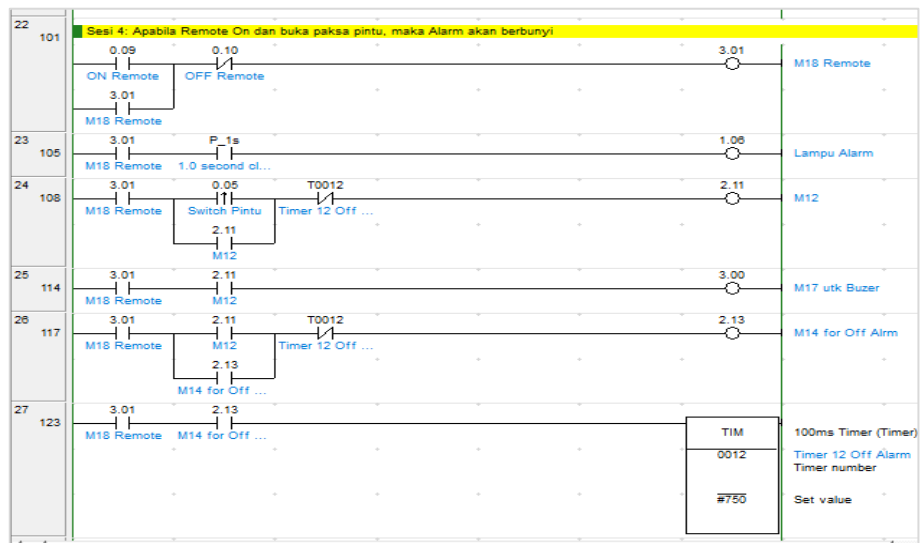 22
101
Sesi 4: Apabila Remote On dan buka paksa pintu, maka Alarm akan berbunyi
0.09 0.10 3.01
ON Remote OFF Remote M18 Remote
3.01
M18 Remote
23
105
3.01 P_1s 1.06
M18 Remote 1.0 second cl... Lampu Alarm
24
108
3.01 0.05 T0012 2.11
M18 Remote Switch Pintu Timer 12 Off ... M12
2.11
M12
25
114
3.01 2.11 3.00
M18 Remote M12 M17 utk Buzer
26
117
3.01 2.11 T0012 2.13
M18 Remote M12 Timer 12 Off ... M14 for Off Alrm
2.13
M14 for Off ...
27
123
3.01 2.13
M18 Remote M14 for Off ...
TIM 100ms Timer (Timer)
0012 Timer 12 Off Alarm
Timer number
#750 Set value